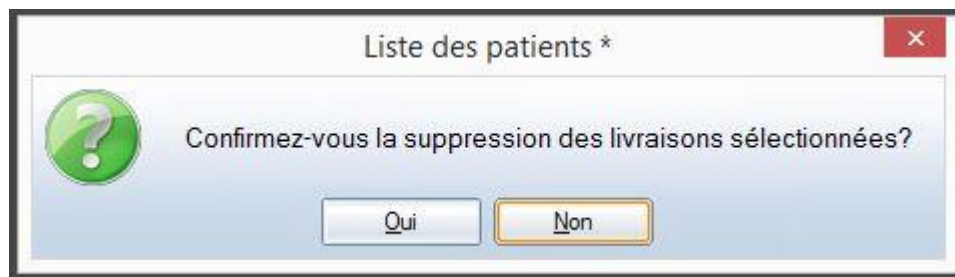 Liste des patients *
Confirmez-vous la suppression des livraisons sélectionnées?
Oui
Non